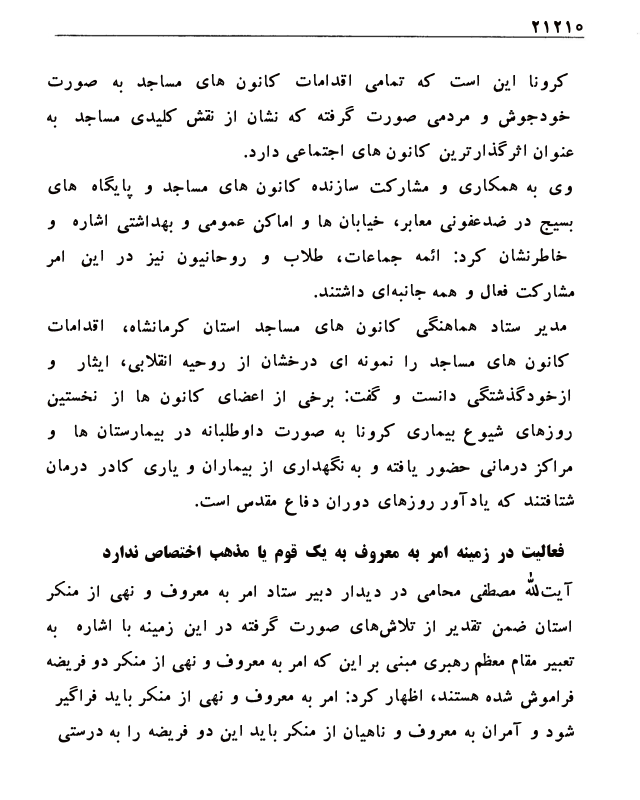 ۲۱۲۱۰
کرونا این است که تمامی اقدامات کانون های مساجد به صورت
خودجوش و مردمی صورت گرفته که نشان از نقش کلیدی مساجد به
عنوان اثرگذارترین کانون های اجتماعی دارد.
وی به همکاری و مشارکت سازنده کانون های مساجد و پایگاه های
بسیج در ضدعفونی معابر، خیابان ها و اماکن عمومی و بهداشتی اشاره و
خاطرنشان کرد: ائمه جماعات، طلاب و روحانیون نیز در این امر
مشارکت فعال و همه جانبه‌ای داشتند.
مدیر ستاد هماهنگی کانون های مساجد استان کرمانشاه، اقدامات
کانون های مساجد را نمونه ای درخشان از روحیه انقلابی، ایثار و
ازخودگذشتگی دانست و گفت: برخی از اعضای کانون ها از نخستین
روزهای شیوع بیماری کرونا به صورت داوطلبانه در بیمارستان ها و
مراکز درمانی حضور یافته و به نگهداری از بیماران و یاری کادر درمان
شتافتند که یادآور روزهای دوران دفاع مقدس است.
فعالیت در زمینه امر به معروف به یک قوم یا مذهب اختصاص ندارد
آیت‌الله مصطفی محامی در دیدار دبیر ستاد امر به معروف و نهی از منکر
استان ضمن تقدیر از تلاش‌های صورت گرفته در این زمینه با اشاره به
تعبیر مقام معظم رهبری مبنی بر این که امر به معروف و نهی از منکر دو فریضه
فراموش شده هستند، اظهار کرد: امر به معروف و نهی از منکر باید فراگیر
شود و آمران به معروف و ناهیان از منکر باید این دو فریضه را به درستی